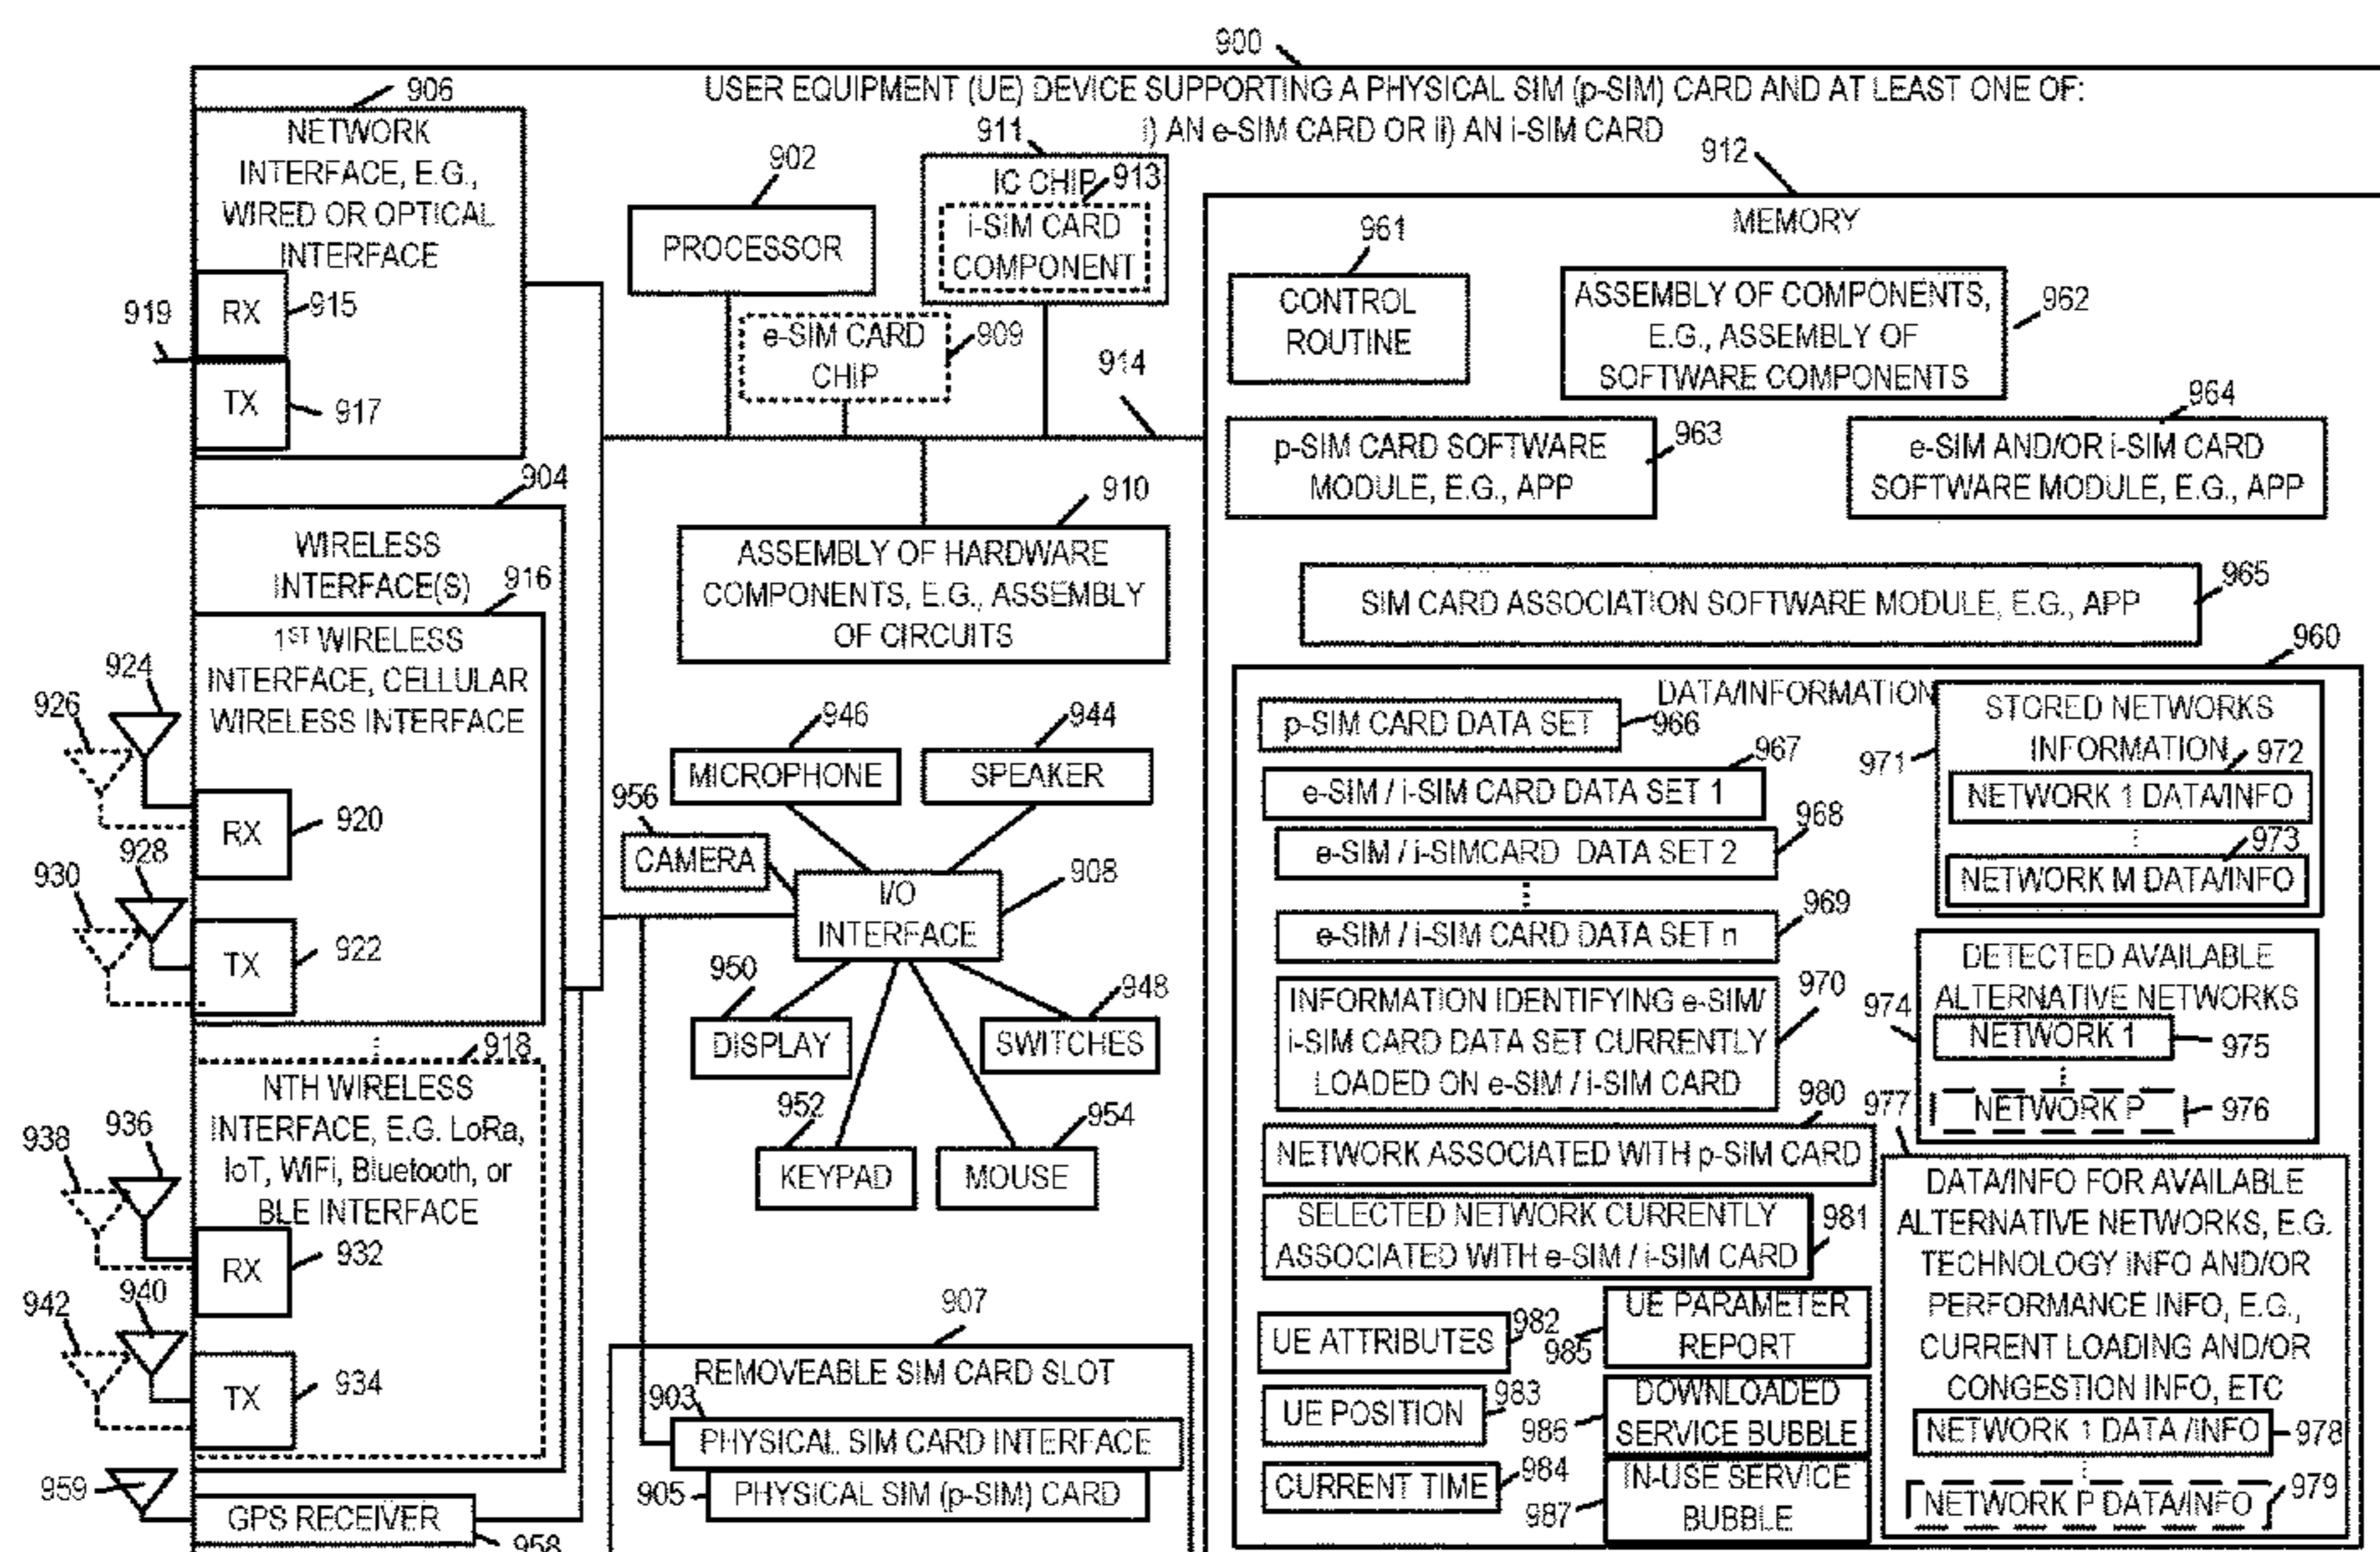 900
USER EQUIPMENT (UE) DEVICE SUPPORTING A PHYSICAL SIM (p-SIM) CARD AND AT LEAST ONE OF:
i) AN e-SIM CARD OR ii) AN i-SIM CARD
906
NETWORK
INTERFACE, E.G.,
WIRED OR OPTICAL
INTERFACE
RX
915
919
TX
917
904
WIRELESS
INTERFACE(S)
916
1ST WIRELESS
INTERFACE, CELLULAR
WIRELESS INTERFACE
924
926
RX
920
928
930
TX
922
918
NTH WIRELESS
INTERFACE, E.G. LoRa,
IoT, WiFi, Bluetooth, or
BLE INTERFACE
936
938
RX
932
940
942
TX
934
959
GPS RECEIVER
958
902
PROCESSOR
911
IC CHIP
913
i-SIM CARD
COMPONENT
e-SIM CARD
CHIP
909
914
910
ASSEMBLY OF HARDWARE
COMPONENTS, E.G., ASSEMBLY
OF CIRCUITS
946
MICROPHONE
944
SPEAKER
956
CAMERA
I/O
INTERFACE
908
950
DISPLAY
948
SWITCHES
952
KEYPAD
954
MOUSE
907
REMOVEABLE SIM CARD SLOT
903
PHYSICAL SIM CARD INTERFACE
905
PHYSICAL SIM (p-SIM) CARD
912
MEMORY
961
CONTROL
ROUTINE
ASSEMBLY OF COMPONENTS,
E.G., ASSEMBLY OF
SOFTWARE COMPONENTS
962
p-SIM CARD SOFTWARE
MODULE, E.G., APP
963
964
e-SIM AND/OR i-SIM CARD
SOFTWARE MODULE, E.G., APP
SIM CARD ASSOCIATION SOFTWARE MODULE, E.G., APP
965
960
DATA/INFORMATION
p-SIM CARD DATA SET
966
967
e-SIM / i-SIM CARD DATA SET 1
968
e-SIM / i-SIMCARD DATA SET 2
969
e-SIM / i-SIM CARD DATA SET n
INFORMATION IDENTIFYING e-SIM/
i-SIM CARD DATA SET CURRENTLY
LOADED ON e-SIM / i-SIM CARD
970
980
NETWORK ASSOCIATED WITH p-SIM CARD
SELECTED NETWORK CURRENTLY
ASSOCIATED WITH e-SIM / i-SIM CARD
981
UE ATTRIBUTES
982
UE POSITION
983
CURRENT TIME
984
985
UE PARAMETER
REPORT
986
DOWNLOADED
SERVICE BUBBLE
987
IN-USE SERVICE
BUBBLE
971
STORED NETWORKS
INFORMATION
972
NETWORK 1 DATA/INFO
973
NETWORK M DATA/INFO
974
DETECTED AVAILABLE
ALTERNATIVE NETWORKS
NETWORK 1
975
NETWORK P
976
977
DATA/INFO FOR AVAILABLE
ALTERNATIVE NETWORKS, E.G.
TECHNOLOGY INFO AND/OR
PERFORMANCE INFO, E.G.,
CURRENT LOADING AND/OR
CONGESTION INFO, ETC
NETWORK 1 DATA /INFO
978
NETWORK P DATA/INFO
979